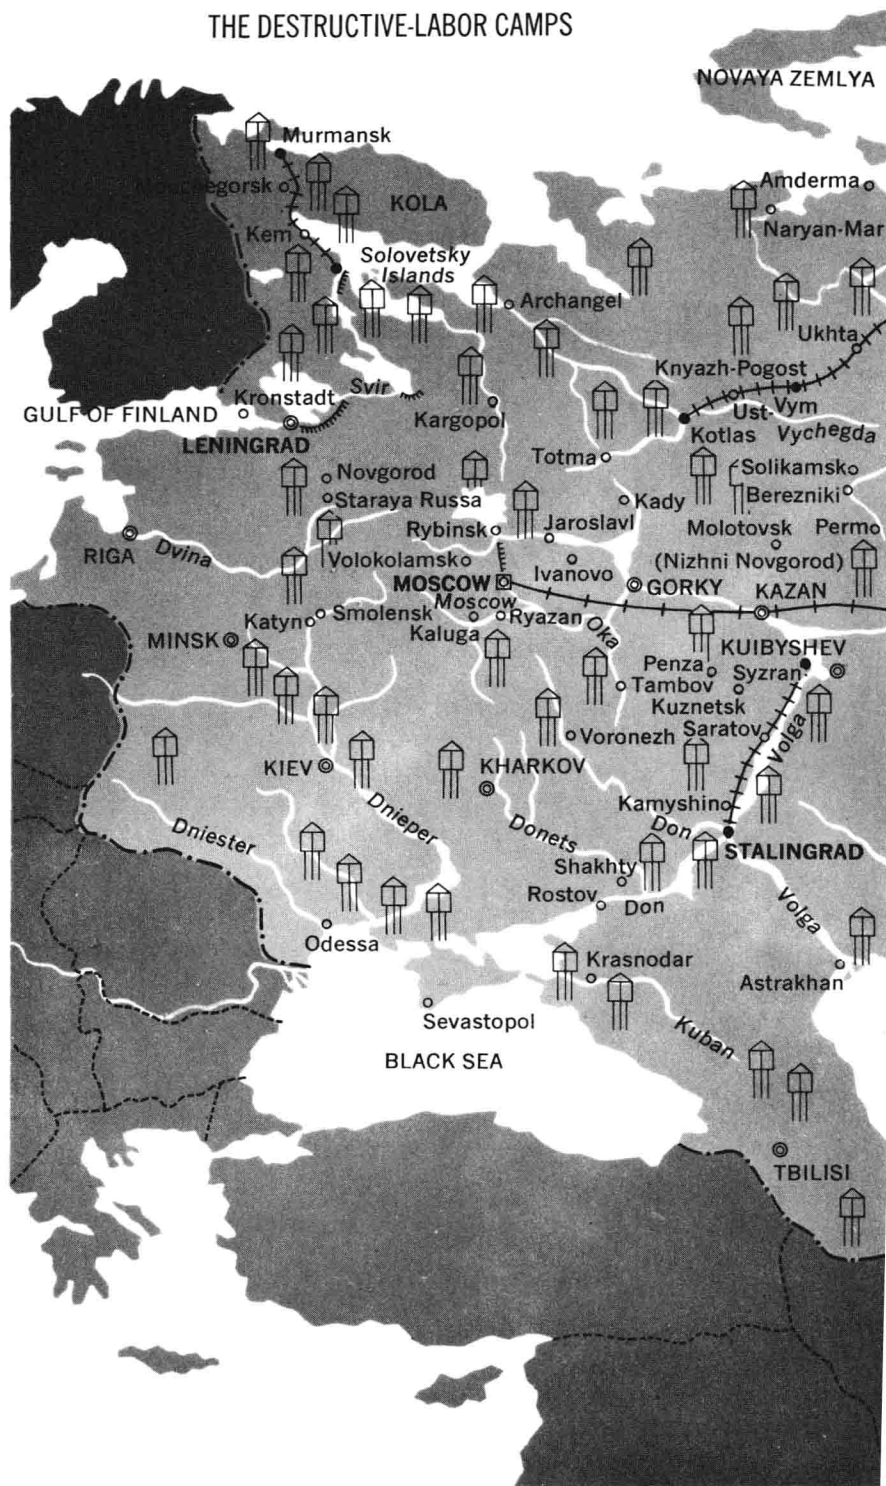 THE DESTRUCTIVE-LABOR CAMPS
NOVAYA ZEMLYA
Murmansk
Amderma
KOLA
Naryan-Mar
Kem
Solovetsky
Islands
Archangel
Ukhta
Knyazh-Pogost
Kronstadt
Svir
GULF OF FINLAND
Kargopol
Ust-Vym
Vychegda
LENINGRAD
Kotlas
Totma
Novgorod
Solikamsk
Staraya Russa
Kady
Berezniki
Rybinsk
Jaroslavl
Molotovsk
Perm
RIGA
Dvina
Volokolamsk
Ivanovo
(Nizhni Novgorod)
MOSCOW
GORKY
KAZAN
Moscow
Katyn
Smolensk
Ryazan
Oka
MINSK
Kaluga
KUIBYSHEV
Penza
Syzran
Tambov
Kuznetsk
Voronezh
Saratov
Volga
KIEV
KHARKOV
Kamyshin
Dnieper
Don
Dniester
Donets
STALINGRAD
Shakhty
Rostov
Don
Volga
Odessa
Krasnodar
Astrakhan
Sevastopol
Kuban
BLACK SEA
TBILISI